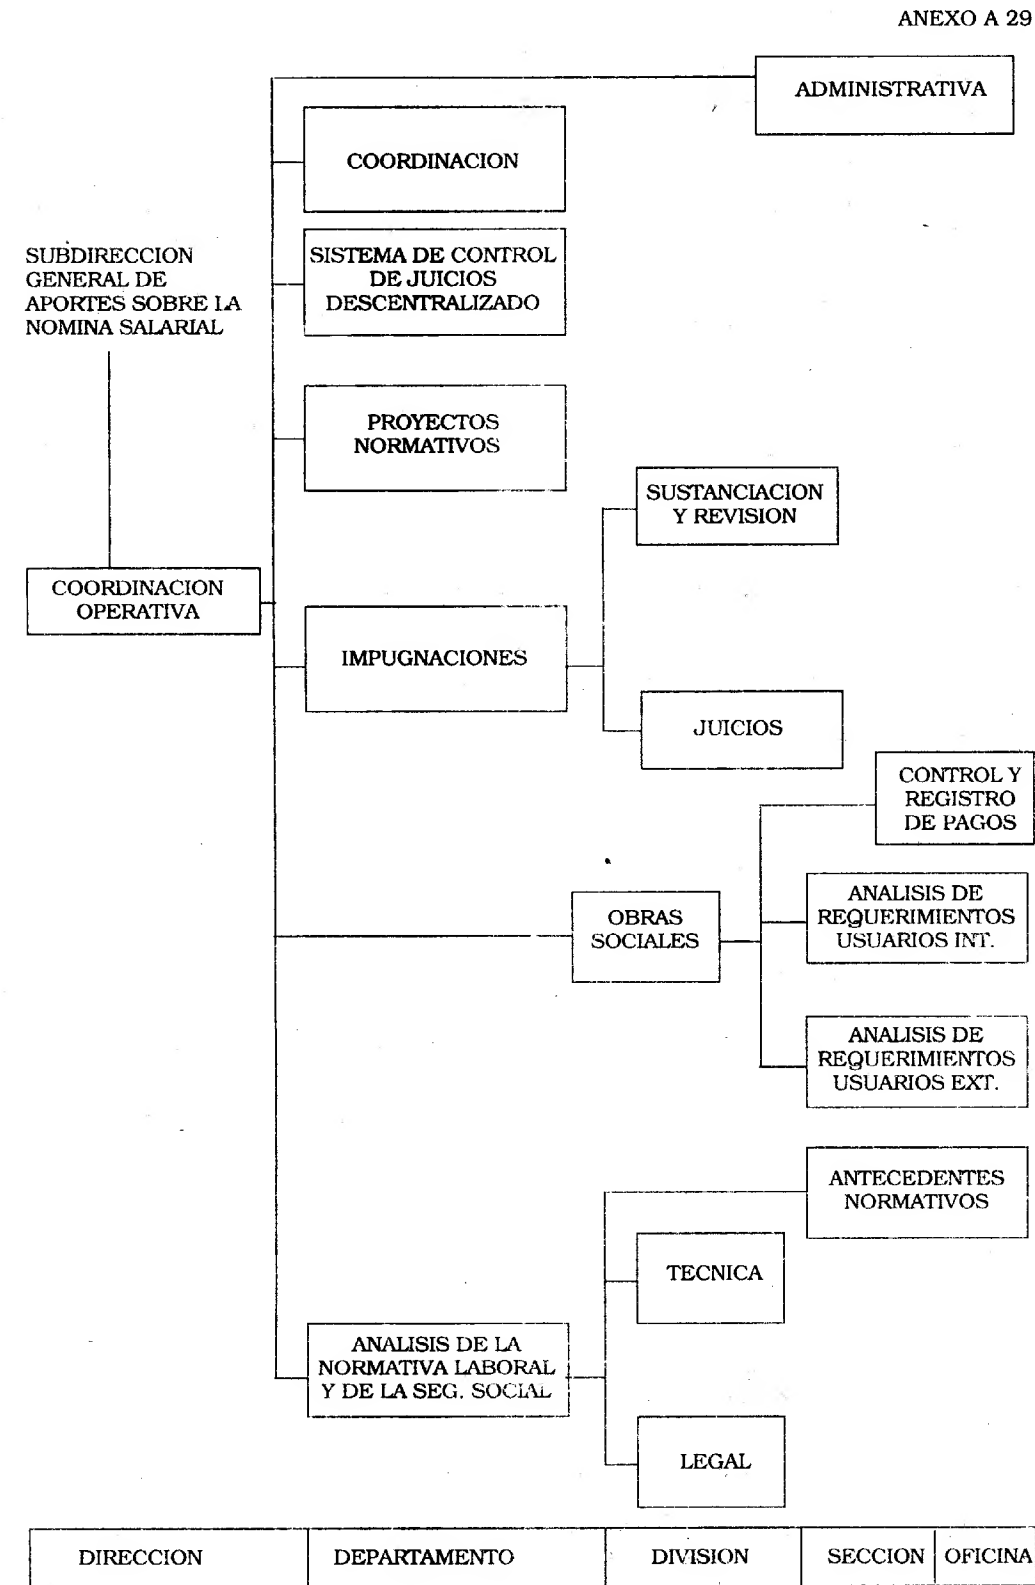 ANEXO A 29
ADMINISTRATIVA
COORDINACION
SUBDIRECCION
GENERAL DE
APORTES SOBRE LA
NOMINA SALARIAL
SISTEMA DE CONTROL
DE JUICIOS
DESCENTRALIZADO
PROYECTOS
NORMATIVOS
SUSTANCIACION
Y REVISION
COORDINACION
OPERATIVA
IMPUGNACIONES
JUICIOS
CONTROL Y
REGISTRO
DE PAGOS
OBRAS
SOCIALES
ANALISIS DE
REQUERIMIENTOS
USUARIOS INT.
ANALISIS DE
REQUERIMIENTOS
USUARIOS EXT.
ANTECEDENTES
NORMATIVOS
TECNICA
ANALISIS DE LA
NORMATIVA LABORAL
Y DE LA SEG. SOCIAL
LEGAL
DIRECCION DEPARTAMENTO DIVISION SECCION OFICINA